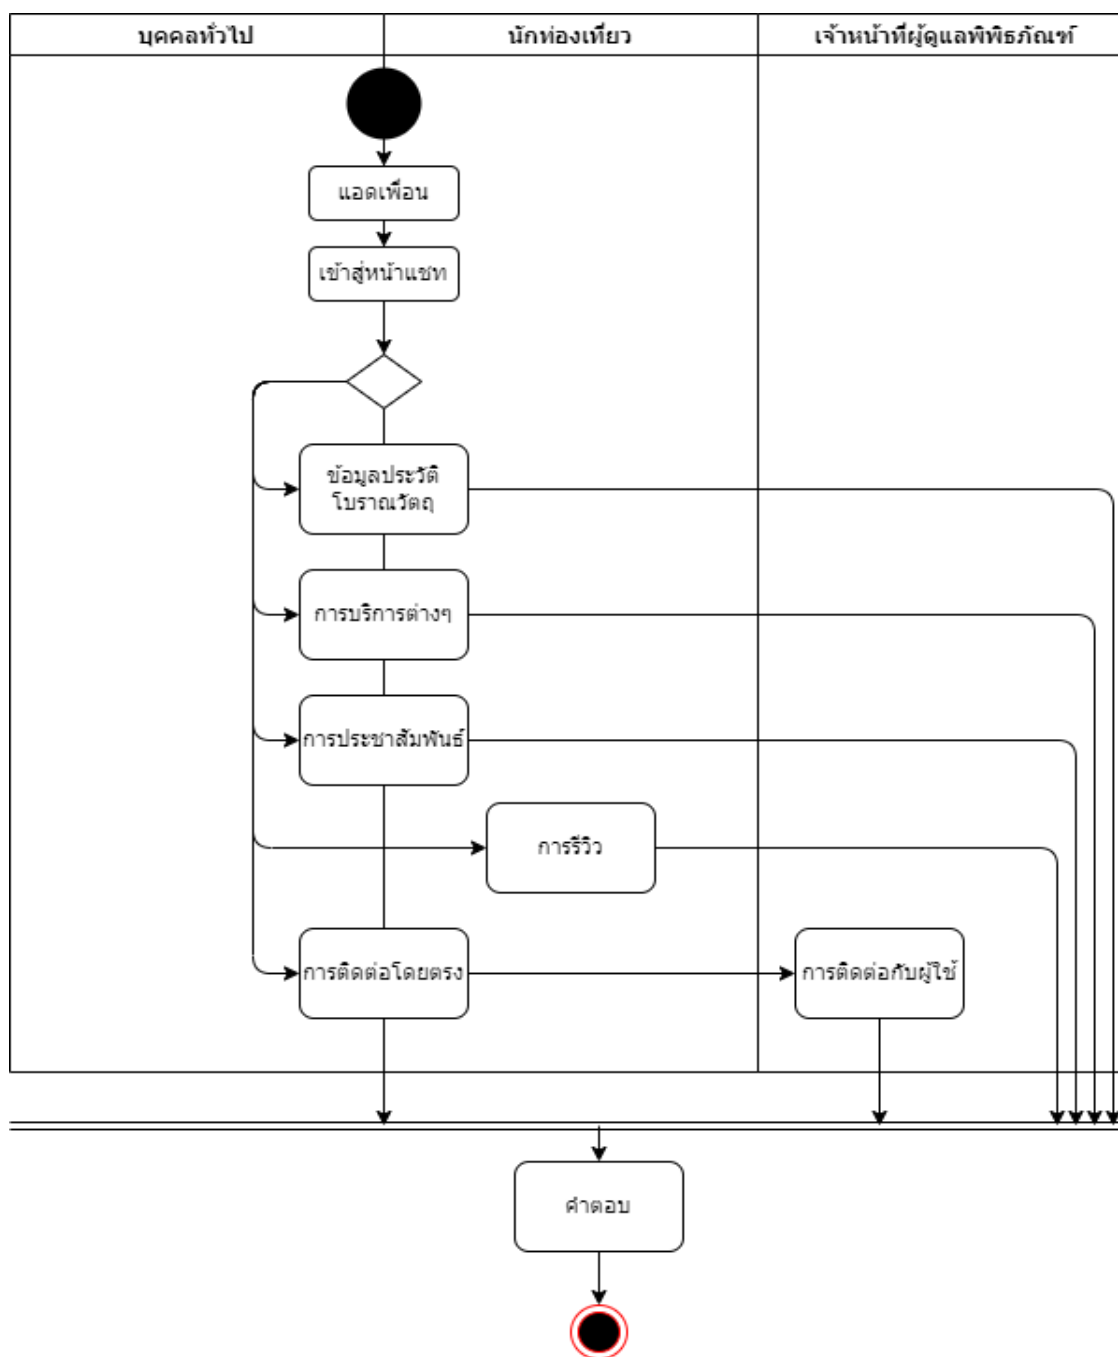 บุคคลทั่วไป
นักท่องเที่ยว
เจ้าหน้าที่ผู้ดูแลพิพิธภัณฑ์
แอดเพื่อน
เข้าสู่หน้าแชท
ข้อมูลประวัติ
โบราณวัตถุ
การบริการต่างๆ
การประชาสัมพันธ์
การรีวิว
การติดต่อโดยตรง
การติดต่อกับผู้ใช้
คำตอบ